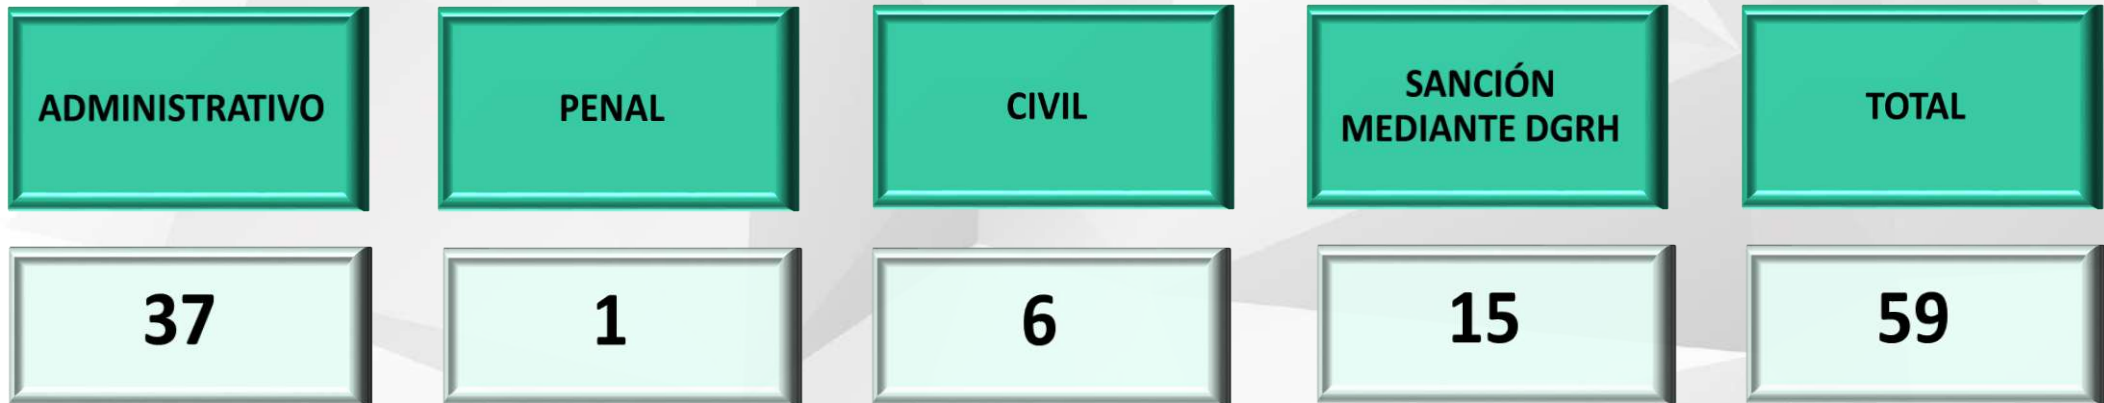 ADMINISTRATIVO
PENAL
CIVIL
SANCIÓN
MEDIANTE DGRH
TOTAL
37
1
6
15
59